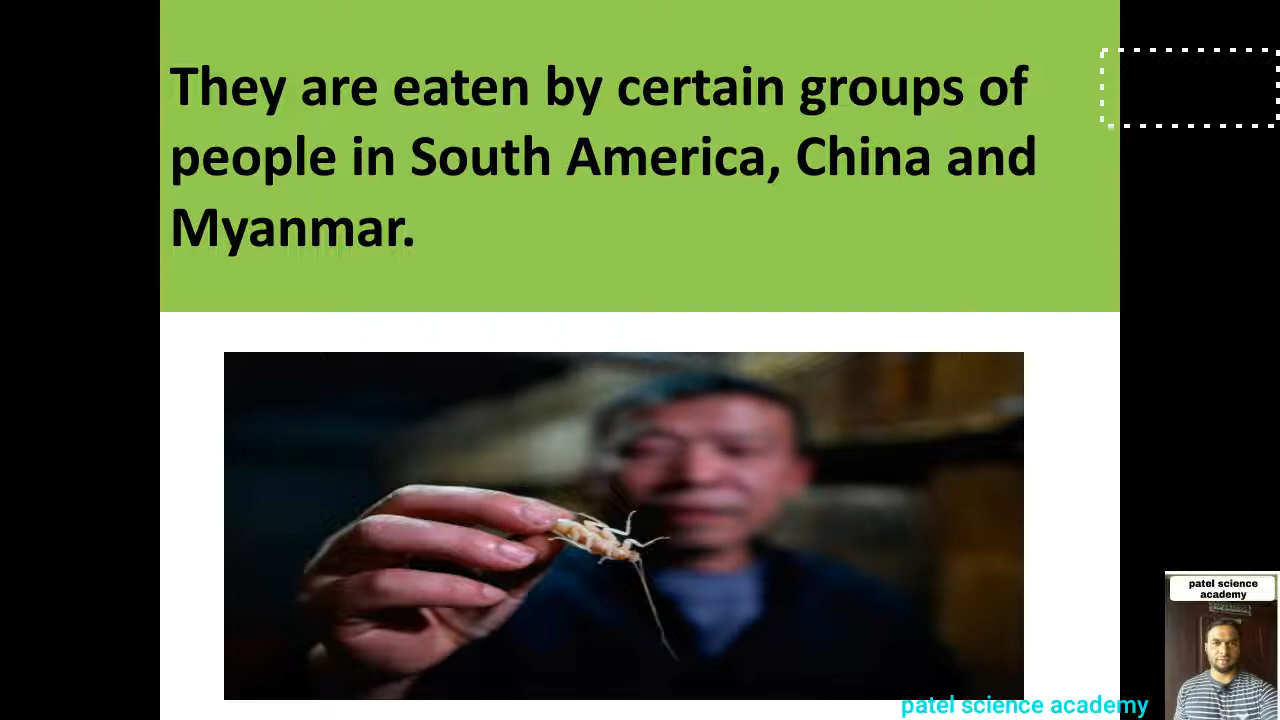 They are eaten by certain groups of
people in South America, China and
Myanmar.
patel science
academy
patel science academy